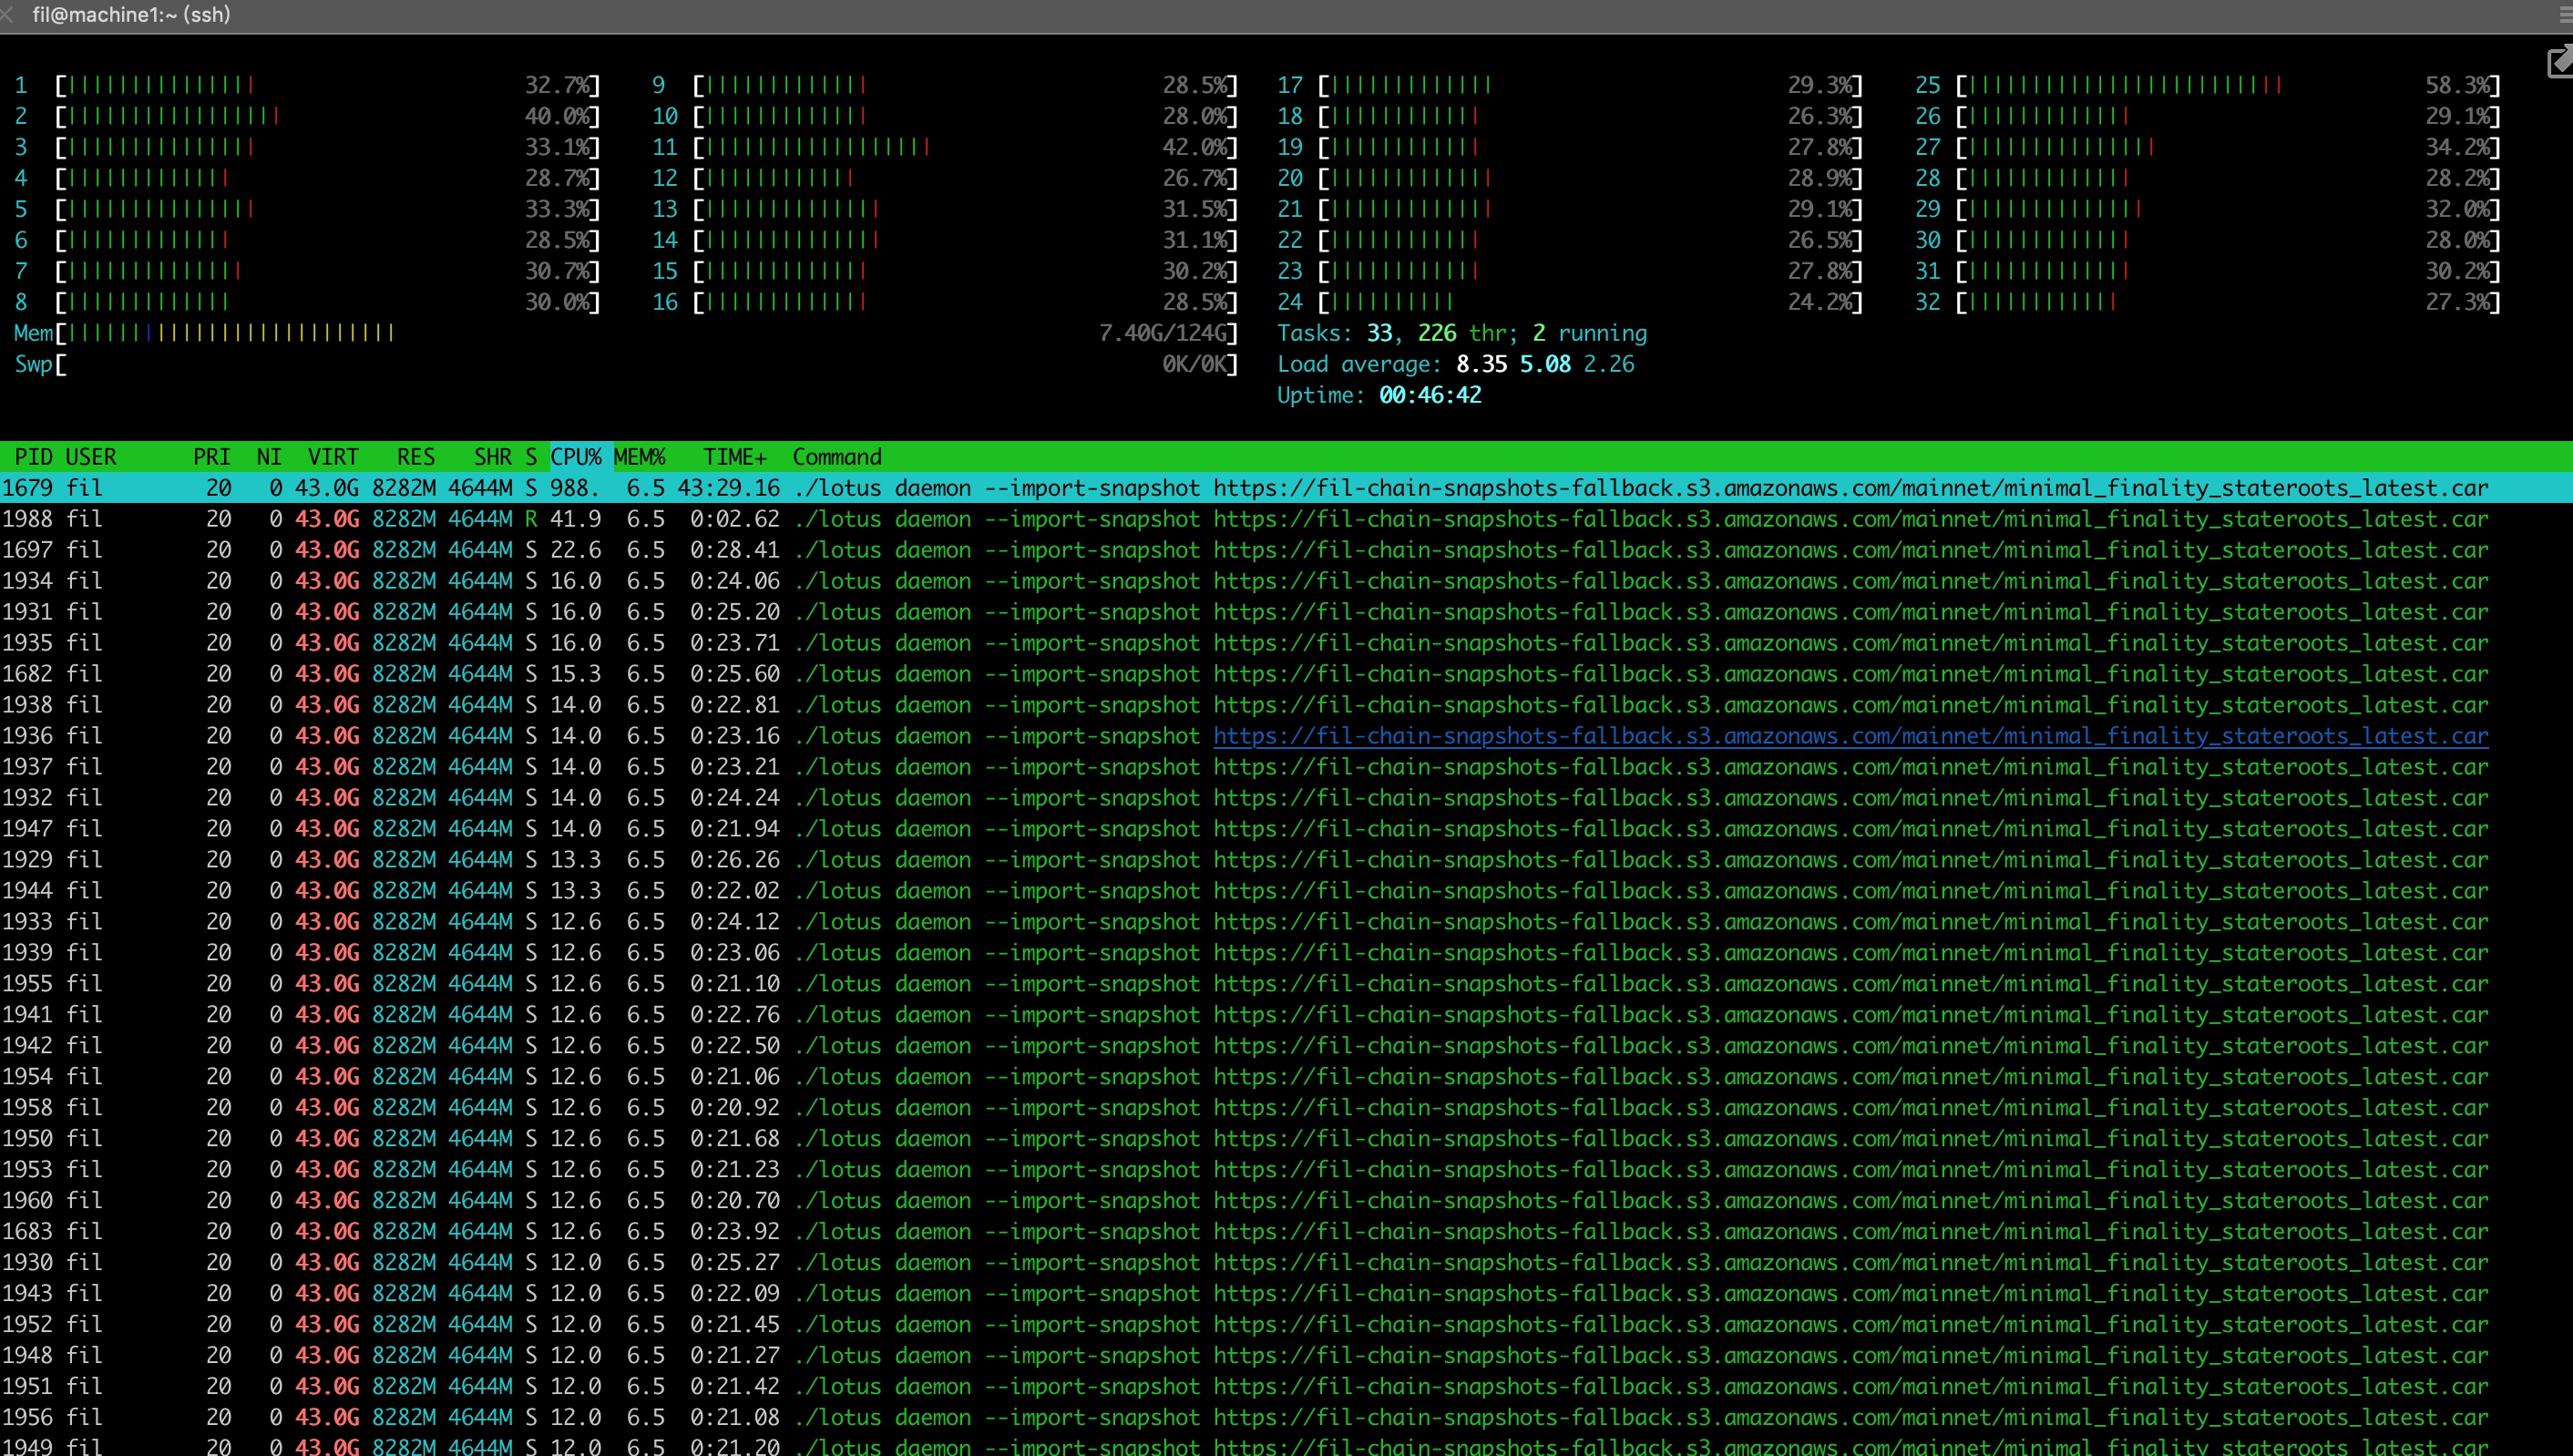 fil@machine1:~ (ssh)
1 [||||||||||||||| 32.7%] 9 [||||||||||||| 28.5%] 17 [||||||||||||| 29.3%] 25 [||||||||||||||||||||||||| 58.3%]
2 [||||||||||||||||| 40.0%] 10 [||||||||||||| 28.0%] 18 [|||||||||||| 26.3%] 26 [||||||||||||| 29.1%]
3 [||||||||||||||| 33.1%] 11 [|||||||||||||||||| 42.0%] 19 [|||||||||||| 27.8%] 27 [||||||||||||||| 34.2%]
4 [||||||||||||| 28.7%] 12 [|||||||||||| 26.7%] 20 [||||||||||||| 28.9%] 28 [||||||||||||| 28.2%]
5 [||||||||||||||| 33.3%] 13 [|||||||||||||| 31.5%] 21 [||||||||||||| 29.1%] 29 [|||||||||||||| 32.0%]
6 [||||||||||||| 28.5%] 14 [|||||||||||||| 31.1%] 22 [|||||||||||| 26.5%] 30 [||||||||||||| 28.0%]
7 [|||||||||||||| 30.7%] 15 [||||||||||||| 30.2%] 23 [|||||||||||| 27.8%] 31 [||||||||||||| 30.2%]
8 [||||||||||||| 30.0%] 16 [||||||||||||| 28.5%] 24 [|||||||||| 24.2%] 32 [|||||||||||| 27.3%]
Mem[|||||||||||||||||||||||||| 7.40G/124G] Tasks: 33, 226 thr; 2 running
Swp[ 0K/0K] Load average: 8.35 5.08 2.26
Uptime: 00:46:42
PID USER PRI NI VIRT RES SHR S CPU% MEM% TIME+ Command
1679 fil 20 0 43.0G 8282M 4644M S 988. 6.5 43:29.16 ./lotus daemon --import-snapshot https://fil-chain-snapshots-fallback.s3.amazonaws.com/mainnet/minimal_finality_stateroots_latest.car
1988 fil 20 0 43.0G 8282M 4644M R 41.9 6.5 0:02.62 ./lotus daemon --import-snapshot https://fil-chain-snapshots-fallback.s3.amazonaws.com/mainnet/minimal_finality_stateroots_latest.car
1697 fil 20 0 43.0G 8282M 4644M S 22.6 6.5 0:28.41 ./lotus daemon --import-snapshot https://fil-chain-snapshots-fallback.s3.amazonaws.com/mainnet/minimal_finality_stateroots_latest.car
1934 fil 20 0 43.0G 8282M 4644M S 16.0 6.5 0:24.06 ./lotus daemon --import-snapshot https://fil-chain-snapshots-fallback.s3.amazonaws.com/mainnet/minimal_finality_stateroots_latest.car
1931 fil 20 0 43.0G 8282M 4644M S 16.0 6.5 0:25.20 ./lotus daemon --import-snapshot https://fil-chain-snapshots-fallback.s3.amazonaws.com/mainnet/minimal_finality_stateroots_latest.car
1935 fil 20 0 43.0G 8282M 4644M S 16.0 6.5 0:23.71 ./lotus daemon --import-snapshot https://fil-chain-snapshots-fallback.s3.amazonaws.com/mainnet/minimal_finality_stateroots_latest.car
1682 fil 20 0 43.0G 8282M 4644M S 15.3 6.5 0:25.60 ./lotus daemon --import-snapshot https://fil-chain-snapshots-fallback.s3.amazonaws.com/mainnet/minimal_finality_stateroots_latest.car
1938 fil 20 0 43.0G 8282M 4644M S 14.0 6.5 0:22.81 ./lotus daemon --import-snapshot https://fil-chain-snapshots-fallback.s3.amazonaws.com/mainnet/minimal_finality_stateroots_latest.car
1936 fil 20 0 43.0G 8282M 4644M S 14.0 6.5 0:23.16 ./lotus daemon --import-snapshot https://fil-chain-snapshots-fallback.s3.amazonaws.com/mainnet/minimal_finality_stateroots_latest.car
1937 fil 20 0 43.0G 8282M 4644M S 14.0 6.5 0:23.21 ./lotus daemon --import-snapshot https://fil-chain-snapshots-fallback.s3.amazonaws.com/mainnet/minimal_finality_stateroots_latest.car
1932 fil 20 0 43.0G 8282M 4644M S 14.0 6.5 0:24.24 ./lotus daemon --import-snapshot https://fil-chain-snapshots-fallback.s3.amazonaws.com/mainnet/minimal_finality_stateroots_latest.car
1947 fil 20 0 43.0G 8282M 4644M S 14.0 6.5 0:21.94 ./lotus daemon --import-snapshot https://fil-chain-snapshots-fallback.s3.amazonaws.com/mainnet/minimal_finality_stateroots_latest.car
1929 fil 20 0 43.0G 8282M 4644M S 13.3 6.5 0:26.26 ./lotus daemon --import-snapshot https://fil-chain-snapshots-fallback.s3.amazonaws.com/mainnet/minimal_finality_stateroots_latest.car
1944 fil 20 0 43.0G 8282M 4644M S 13.3 6.5 0:22.02 ./lotus daemon --import-snapshot https://fil-chain-snapshots-fallback.s3.amazonaws.com/mainnet/minimal_finality_stateroots_latest.car
1933 fil 20 0 43.0G 8282M 4644M S 12.6 6.5 0:24.12 ./lotus daemon --import-snapshot https://fil-chain-snapshots-fallback.s3.amazonaws.com/mainnet/minimal_finality_stateroots_latest.car
1939 fil 20 0 43.0G 8282M 4644M S 12.6 6.5 0:23.06 ./lotus daemon --import-snapshot https://fil-chain-snapshots-fallback.s3.amazonaws.com/mainnet/minimal_finality_stateroots_latest.car
1955 fil 20 0 43.0G 8282M 4644M S 12.6 6.5 0:21.10 ./lotus daemon --import-snapshot https://fil-chain-snapshots-fallback.s3.amazonaws.com/mainnet/minimal_finality_stateroots_latest.car
1941 fil 20 0 43.0G 8282M 4644M S 12.6 6.5 0:22.76 ./lotus daemon --import-snapshot https://fil-chain-snapshots-fallback.s3.amazonaws.com/mainnet/minimal_finality_stateroots_latest.car
1942 fil 20 0 43.0G 8282M 4644M S 12.6 6.5 0:22.50 ./lotus daemon --import-snapshot https://fil-chain-snapshots-fallback.s3.amazonaws.com/mainnet/minimal_finality_stateroots_latest.car
1954 fil 20 0 43.0G 8282M 4644M S 12.6 6.5 0:21.06 ./lotus daemon --import-snapshot https://fil-chain-snapshots-fallback.s3.amazonaws.com/mainnet/minimal_finality_stateroots_latest.car
1958 fil 20 0 43.0G 8282M 4644M S 12.6 6.5 0:20.92 ./lotus daemon --import-snapshot https://fil-chain-snapshots-fallback.s3.amazonaws.com/mainnet/minimal_finality_stateroots_latest.car
1950 fil 20 0 43.0G 8282M 4644M S 12.6 6.5 0:21.68 ./lotus daemon --import-snapshot https://fil-chain-snapshots-fallback.s3.amazonaws.com/mainnet/minimal_finality_stateroots_latest.car
1953 fil 20 0 43.0G 8282M 4644M S 12.6 6.5 0:21.23 ./lotus daemon --import-snapshot https://fil-chain-snapshots-fallback.s3.amazonaws.com/mainnet/minimal_finality_stateroots_latest.car
1960 fil 20 0 43.0G 8282M 4644M S 12.6 6.5 0:20.70 ./lotus daemon --import-snapshot https://fil-chain-snapshots-fallback.s3.amazonaws.com/mainnet/minimal_finality_stateroots_latest.car
1683 fil 20 0 43.0G 8282M 4644M S 12.6 6.5 0:23.92 ./lotus daemon --import-snapshot https://fil-chain-snapshots-fallback.s3.amazonaws.com/mainnet/minimal_finality_stateroots_latest.car
1930 fil 20 0 43.0G 8282M 4644M S 12.0 6.5 0:25.27 ./lotus daemon --import-snapshot https://fil-chain-snapshots-fallback.s3.amazonaws.com/mainnet/minimal_finality_stateroots_latest.car
1943 fil 20 0 43.0G 8282M 4644M S 12.0 6.5 0:22.09 ./lotus daemon --import-snapshot https://fil-chain-snapshots-fallback.s3.amazonaws.com/mainnet/minimal_finality_stateroots_latest.car
1952 fil 20 0 43.0G 8282M 4644M S 12.0 6.5 0:21.45 ./lotus daemon --import-snapshot https://fil-chain-snapshots-fallback.s3.amazonaws.com/mainnet/minimal_finality_stateroots_latest.car
1948 fil 20 0 43.0G 8282M 4644M S 12.0 6.5 0:21.27 ./lotus daemon --import-snapshot https://fil-chain-snapshots-fallback.s3.amazonaws.com/mainnet/minimal_finality_stateroots_latest.car
1951 fil 20 0 43.0G 8282M 4644M S 12.0 6.5 0:21.42 ./lotus daemon --import-snapshot https://fil-chain-snapshots-fallback.s3.amazonaws.com/mainnet/minimal_finality_stateroots_latest.car
1956 fil 20 0 43.0G 8282M 4644M S 12.0 6.5 0:21.08 ./lotus daemon --import-snapshot https://fil-chain-snapshots-fallback.s3.amazonaws.com/mainnet/minimal_finality_stateroots_latest.car
1949 fil 20 0 43.0G 8282M 4644M S 12.0 6.5 0:21.20 ./lotus daemon --import-snapshot https://fil-chain-snapshots-fallback.s3.amazonaws.com/mainnet/minimal_finality_stateroots_latest.car